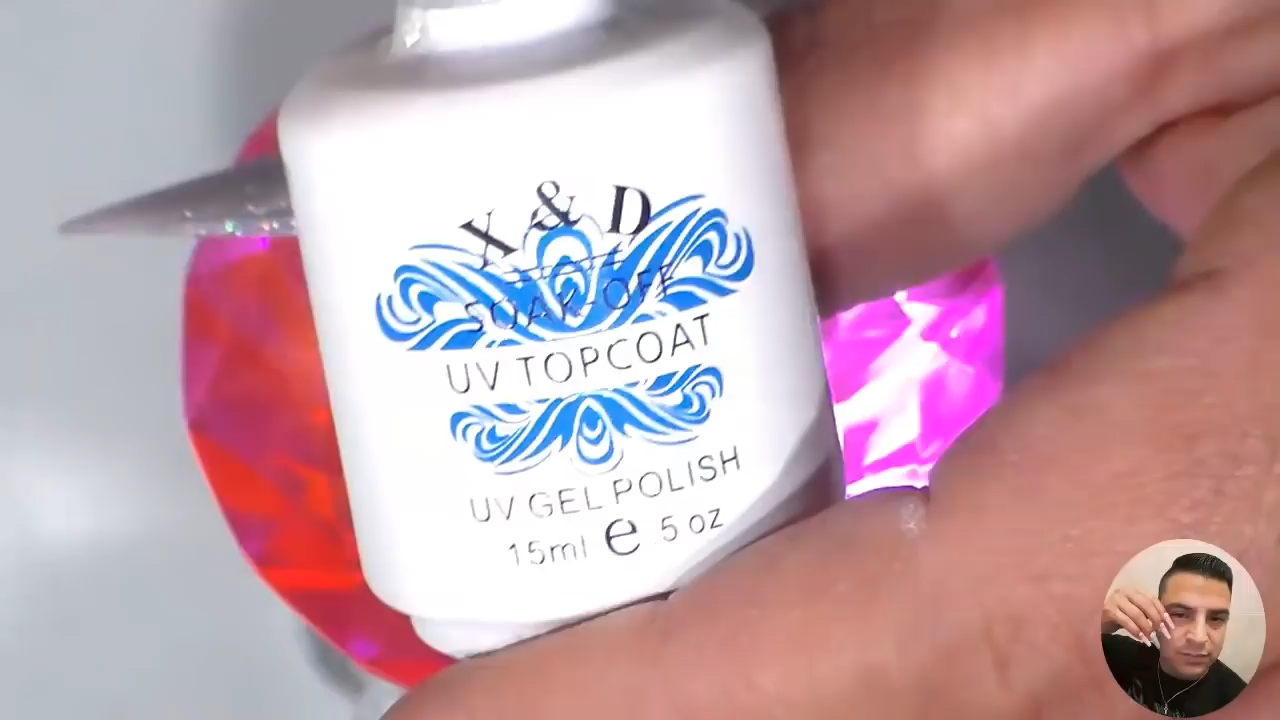 X & D
SOAK-OFF
UV TOPCOAT
UV GEL POLISH
15ml e .5 oz